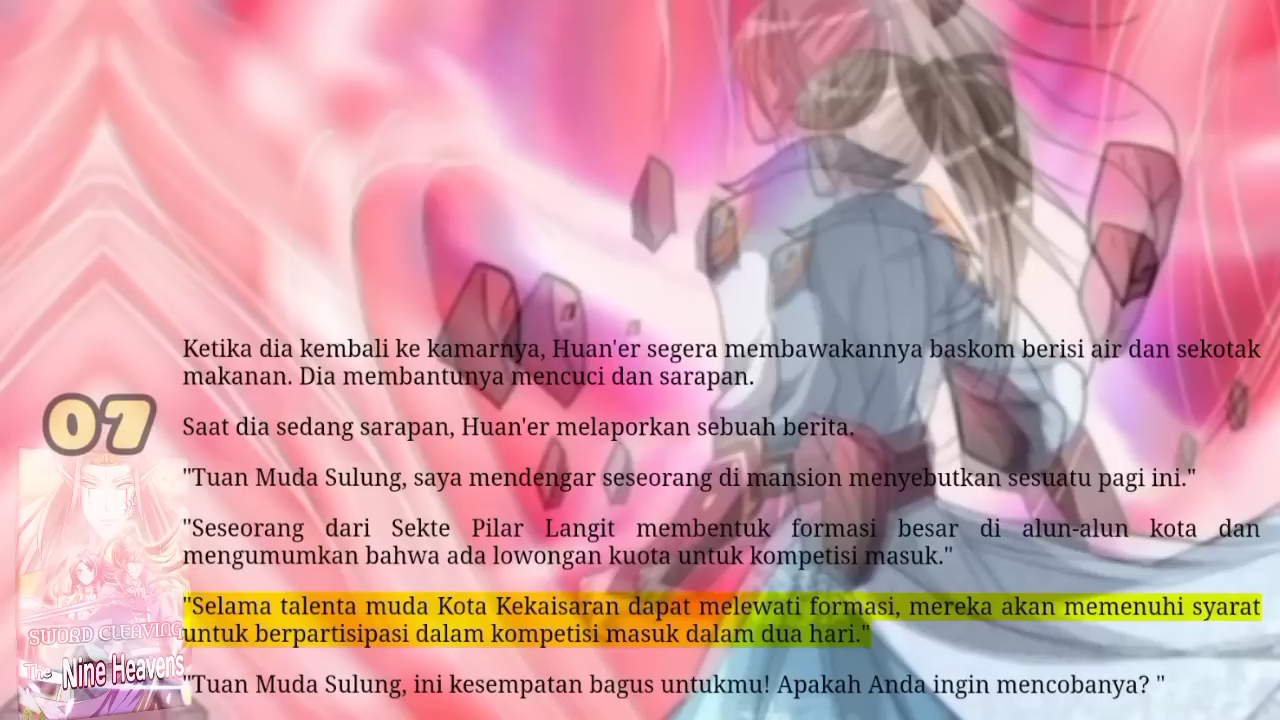 Ketika dia kembali ke kamarnya, Huan'er segera membawakannya baskom berisi air dan sekotak
makanan. Dia membantunya mencuci dan sarapan.
Saat dia sedang sarapan, Huan'er melaporkan sebuah berita.
"Tuan Muda Sulung, saya mendengar seseorang di mansion menyebutkan sesuatu pagi ini."
"Seseorang dari Sekte Pilar Langit membentuk formasi besar di alun-alun kota dan
mengumumkan bahwa ada lowongan kuota untuk kompetisi masuk."
"Selama talenta muda Kota Kekaisaran dapat melewati formasi, mereka akan memenuhi syarat
untuk berpartisipasi dalam kompetisi masuk dalam dua hari."
"Tuan Muda Sulung, ini kesempatan bagus untukmu! Apakah Anda ingin mencobanya? "
07
SWORD CLEAVING
The Nine Heavens